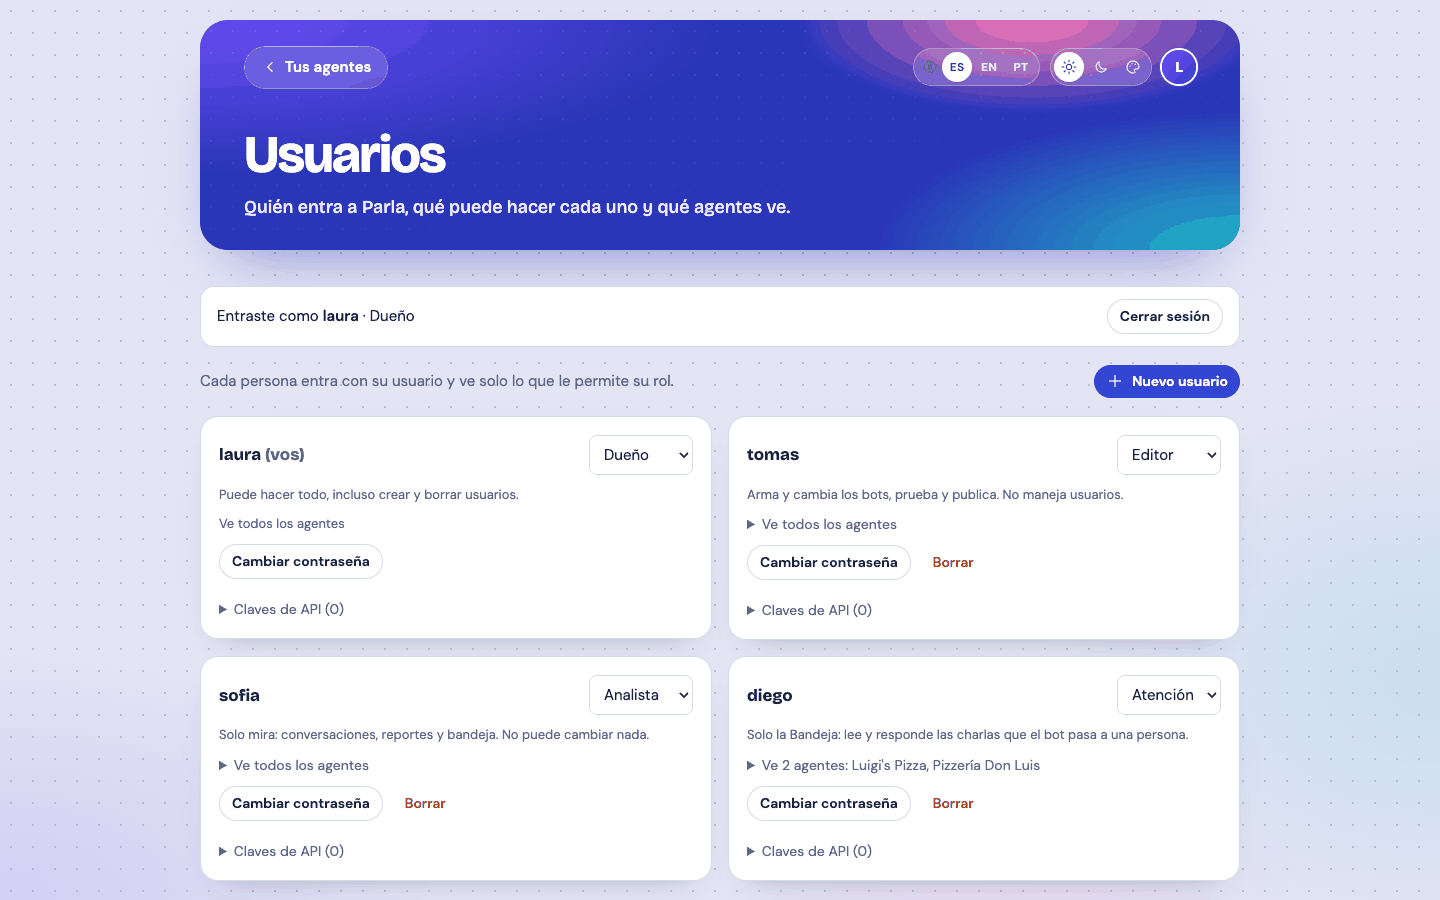 Tus agentes
ES EN PT
L
Usuarios
Quién entra a Parla, qué puede hacer cada uno y qué agentes ve.
Entraste como laura · Dueño
Cerrar sesión
Cada persona entra con su usuario y ve solo lo que le permite su rol.
Nuevo usuario
laura (vos)
Dueño
Puede hacer todo, incluso crear y borrar usuarios.
Ve todos los agentes
Cambiar contraseña
Claves de API (0)
tomas
Editor
Arma y cambia los bots, prueba y publica. No maneja usuarios.
Ve todos los agentes
Cambiar contraseña
Borrar
Claves de API (0)
sofia
Analista
Solo mira: conversaciones, reportes y bandeja. No puede cambiar nada.
Ve todos los agentes
Cambiar contraseña
Borrar
Claves de API (0)
diego
Atención
Solo la Bandeja: lee y responde las charlas que el bot pasa a una persona.
Ve 2 agentes: Luigi's Pizza, Pizzería Don Luis
Cambiar contraseña
Borrar
Claves de API (0)